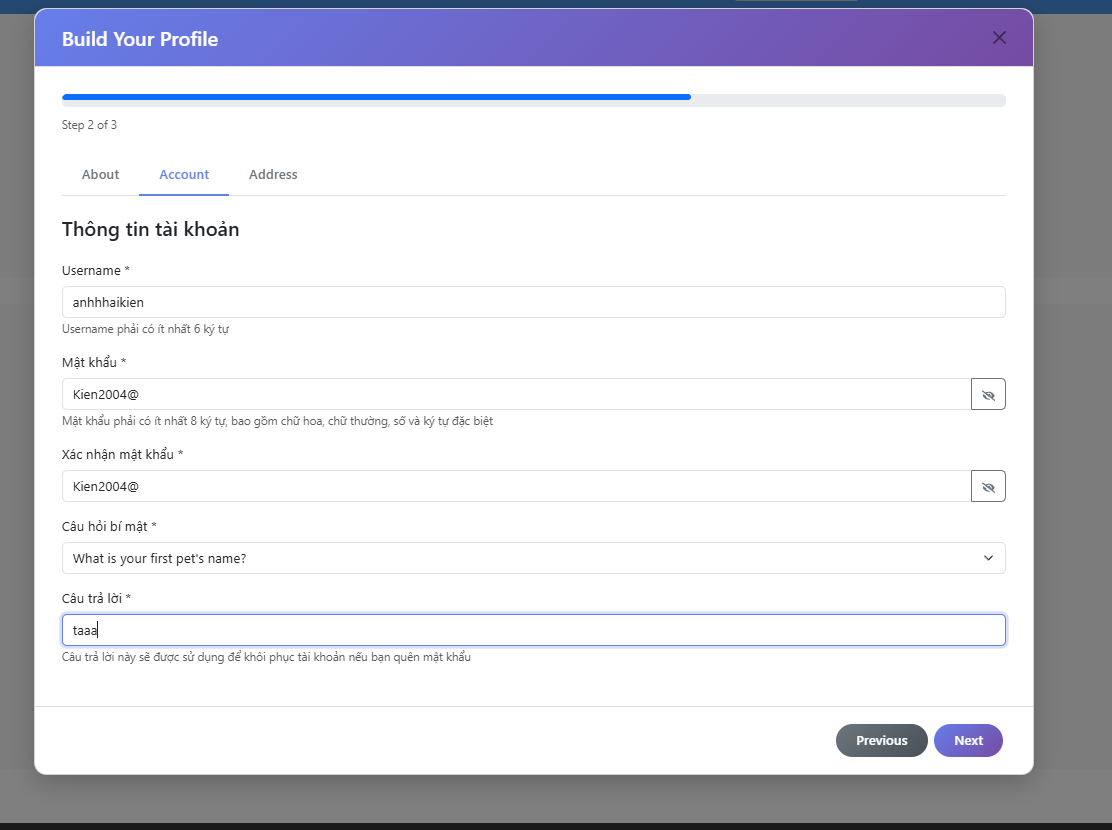 Build Your Profile
Step 2 of 3
About Account Address
Thông tin tài khoản
Username *
anhhhaikien
Username phải có ít nhất 6 ký tự
Mật khẩu *
Kien2004@
Mật khẩu phải có ít nhất 8 ký tự, bao gồm chữ hoa, chữ thường, số và ký tự đặc biệt
Xác nhận mật khẩu *
Kien2004@
Câu hỏi bí mật *
What is your first pet's name?
Câu trả lời *
taaa
Câu trả lời này sẽ được sử dụng để khôi phục tài khoản nếu bạn quên mật khẩu
Previous Next